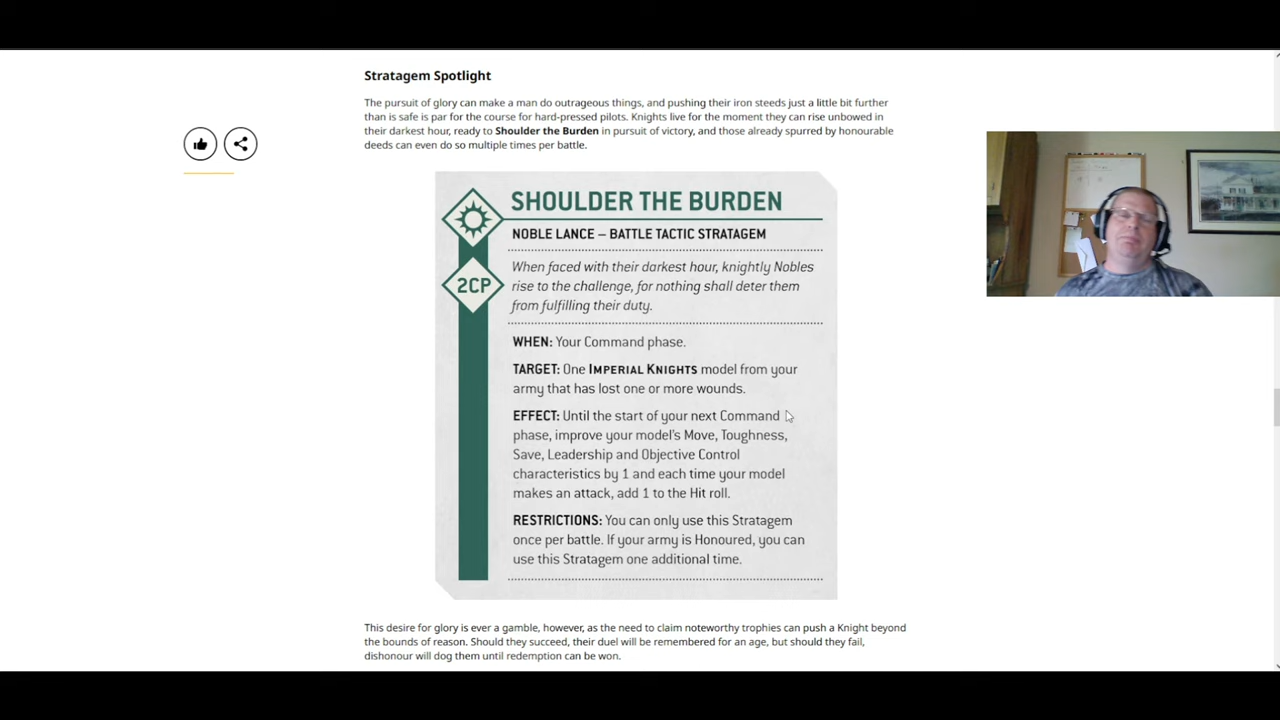 Stratagem Spotlight
The pursuit of glory can make a man do outrageous things, and pushing their iron steeds just a little bit further
than is safe is par for the course for hard-pressed pilots. Knights live for the moment they can rise unbowed in
their darkest hour, ready to Shoulder the Burden in pursuit of victory, and those already spurred by honourable
deeds can even do so multiple times per battle.
SHOULDER THE BURDEN
NOBLE LANCE – BATTLE TACTIC STRATAGEM
2CP
When faced with their darkest hour, knightly Nobles
rise to the challenge, for nothing shall deter them
from fulfilling their duty.
WHEN: Your Command phase.
TARGET: One IMPERIAL KNIGHTS model from your
army that has lost one or more wounds.
EFFECT: Until the start of your next Command
phase, improve your model's Move, Toughness,
Save, Leadership and Objective Control
characteristics by 1 and each time your model
makes an attack, add 1 to the Hit roll.
RESTRICTIONS: You can only use this Stratagem
once per battle. If your army is Honoured, you can
use this Stratagem one additional time.
This desire for glory is ever a gamble, however, as the need to claim noteworthy trophies can push a Knight beyond
the bounds of reason. Should they succeed, their duel will be remembered for an age, but should they fail,
dishonour will dog them until redemption can be won.